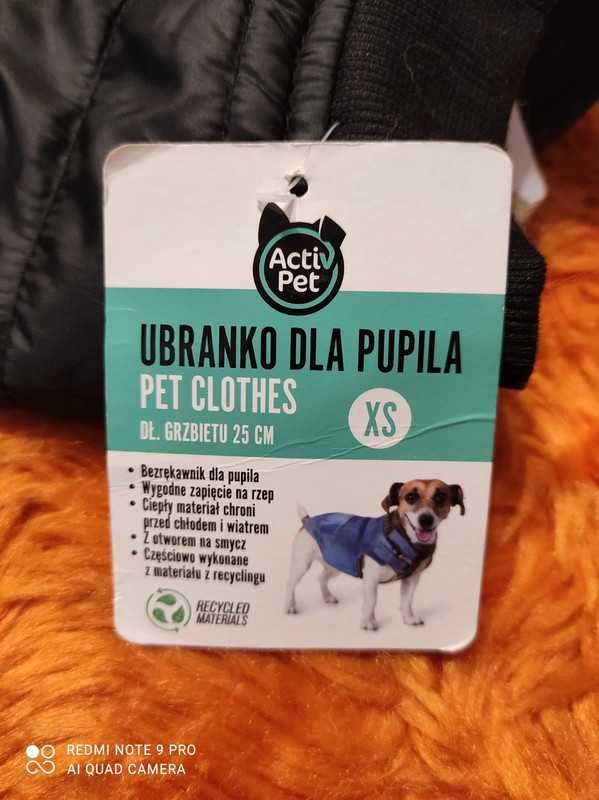 Activ
Pet
UBRANKO DLA PUPILA
PET CLOTHES
DŁ. GRZBIETU 25 CM
XS
• Bezrękawnik dla pupila
• Wygodne zapięcie na rzep
• Ciepły materiał chroni
przed chłodem i wiatrem
• Z otworem na smycz
• Częściowo wykonane
z materiału z recyclingu
RECYCLED
MATERIALS
REDMI NOTE 9 PRO
AI QUAD CAMERA